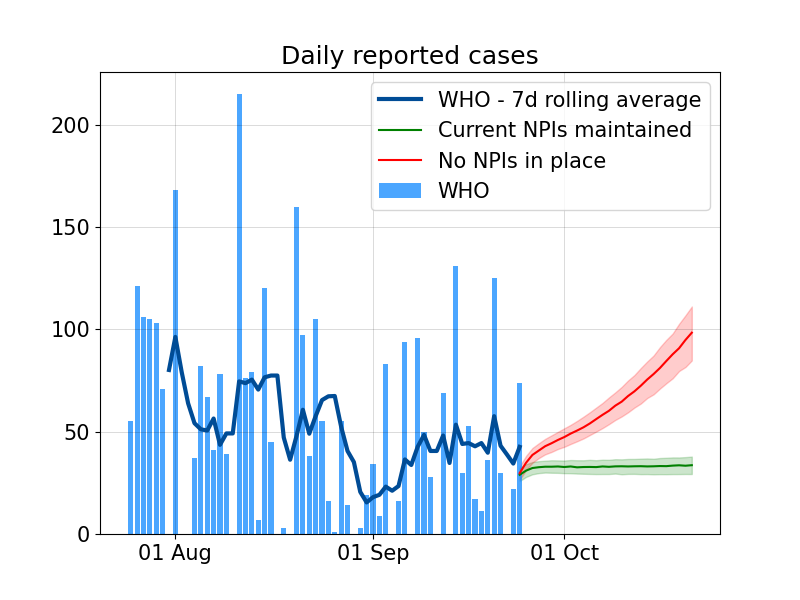 Daily reported cases
200
150
100
50
0
01 Aug
01 Sep
01 Oct
WHO - 7d rolling average
Current NPIs maintained
No NPIs in place
WHO